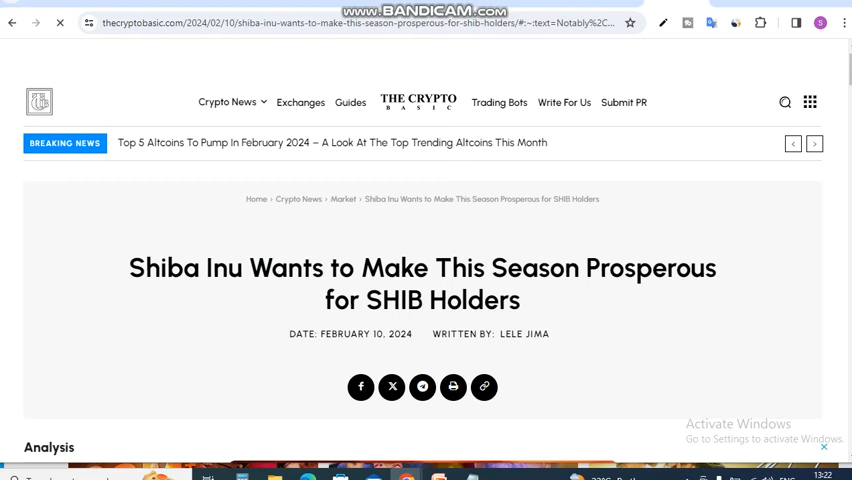 www.BANDICAM.com
thecryptobasic.com/2024/02/10/shiba-inu-wants-to-make-this-season-prosperous-for-shib-holders/#:~:text=Notably%2C...
S
Crypto News
Exchanges
Guides
THE CRYPTO
BASIC
Trading Bots
Write For Us
Submit PR
BREAKING NEWS
Top 5 Altcoins To Pump In February 2024 – A Look At The Top Trending Altcoins This Month
Home › Crypto News › Market › Shiba Inu Wants to Make This Season Prosperous for SHIB Holders
Shiba Inu Wants to Make This Season Prosperous
for SHIB Holders
DATE: FEBRUARY 10, 2024 WRITTEN BY: LELE JIMA
Activate Windows
Go to Settings to activate Windows.
Analysis
13:22